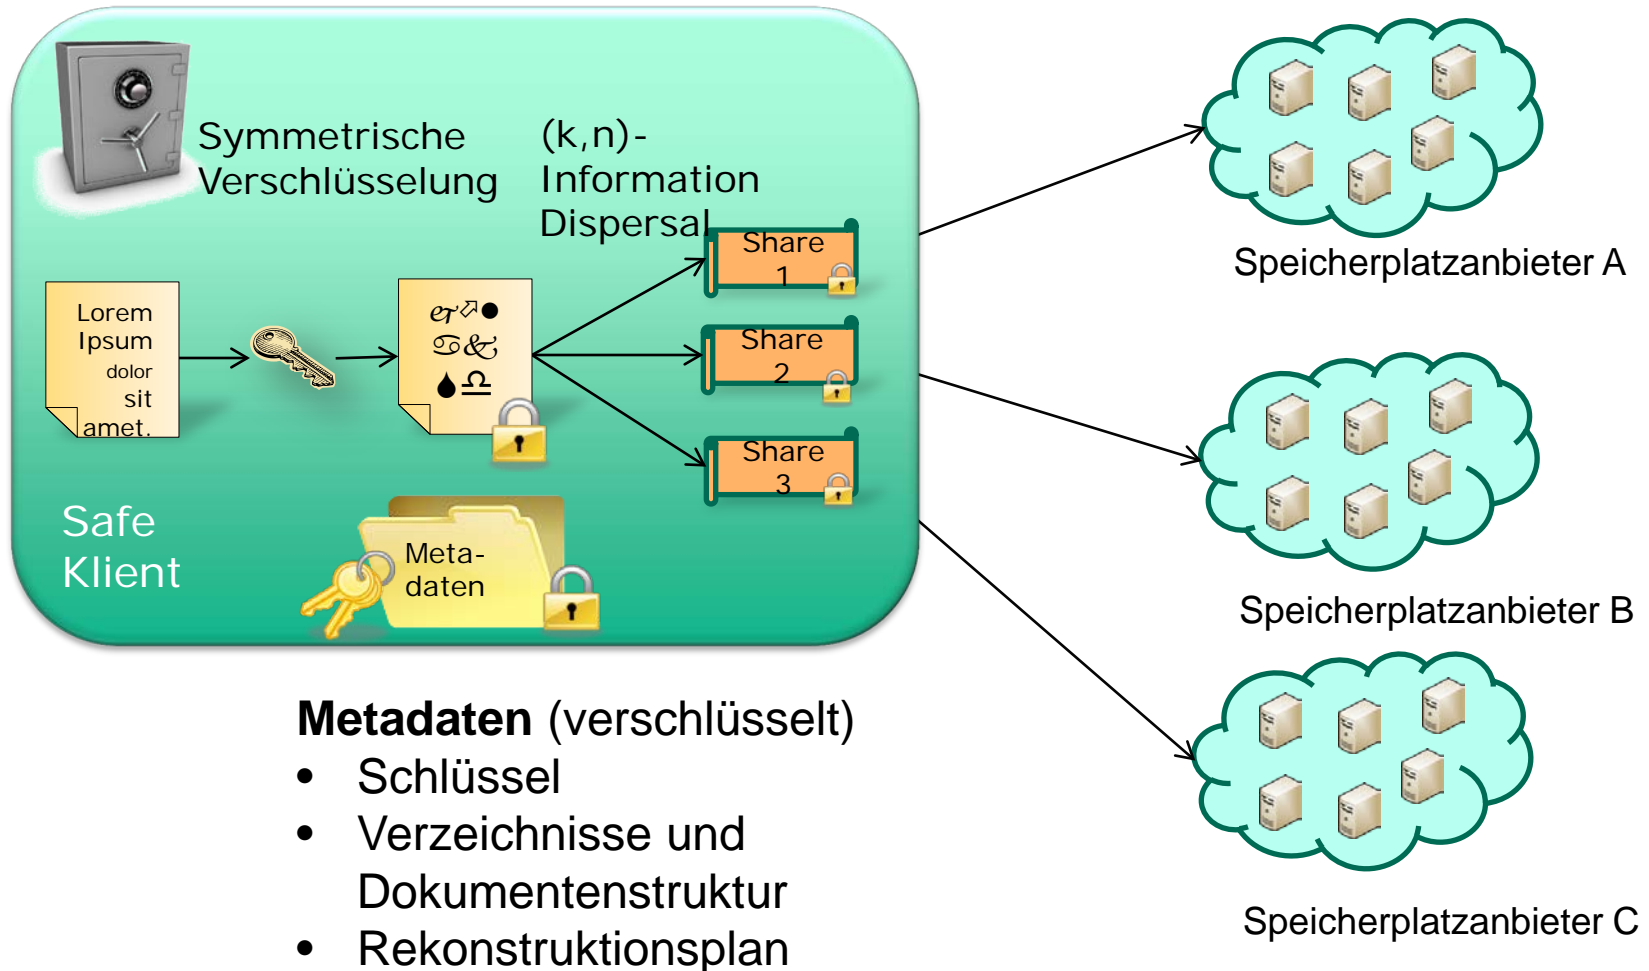 Symmetrische
Verschlüsselung
(k,n)-
Information
Dispersal
Lorem
Ipsum
dolor
sit
amet.
Share
1
Share
2
Share
3
Safe
Klient
Meta-
daten
Speicherplatzanbieter A
Speicherplatzanbieter B
Speicherplatzanbieter C
Metadaten (verschlüsselt)
• Schlüssel
• Verzeichnisse und
Dokumentenstruktur
• Rekonstruktionsplan